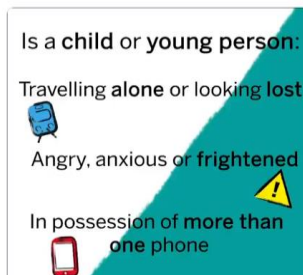 Is a child or young person:
Travelling alone or looking lost
Angry, anxious or frightened
In possession of more than
one phone